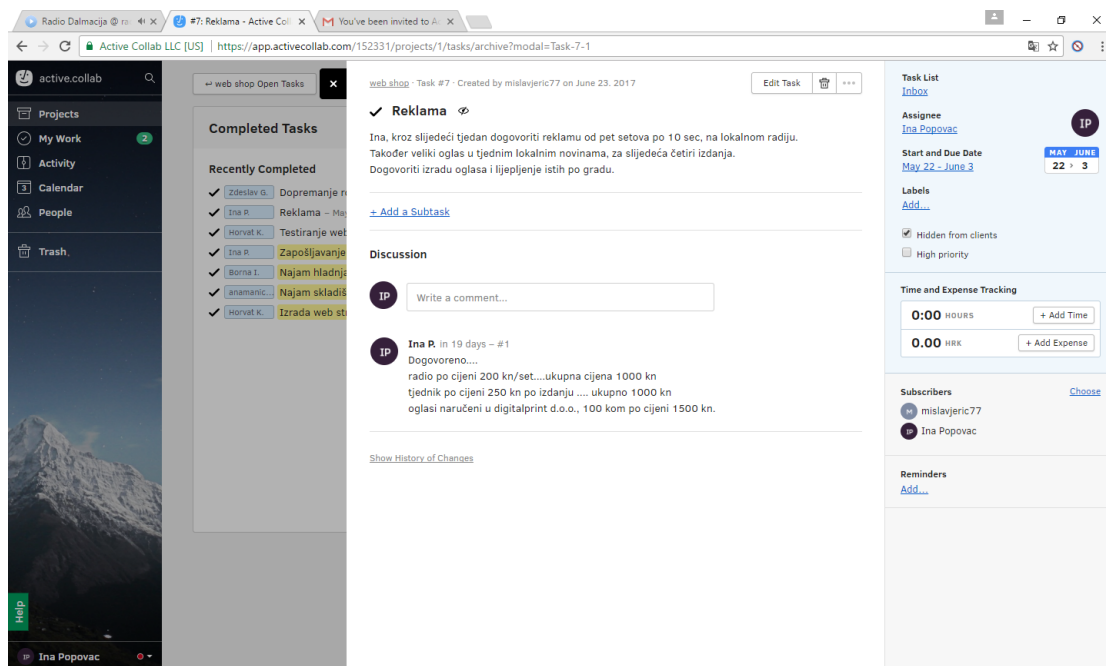 Radio Dalmacija @ ra
#7: Reklama - Active Coll
You've been invited to Ac
Active Collab LLC [US] | https://app.activecollab.com/152331/projects/1/tasks/archive?modal=Task-7-1
active.collab
Projects
My Work 2
Activity
3 Calendar
People
Trash
Help
IP Ina Popovac
web shop Open Tasks
Completed Tasks
Recently Completed
Zdeslav G. Dopremanje r
Ina P. Reklama – May
Horvat K. Testiranje web
Ina P. Zapošljavanje
Borna I. Najam hladnja
anamanic... Najam skladiš
Horvat K. Izrada web st
web shop · Task #7 · Created by mislavjeric77 on June 23. 2017
Edit Task
Reklama
Ina, kroz slijedeći tjedan dogovoriti reklamu od pet setova po 10 sec, na lokalnom radiju.
Također veliki oglas u tjednim lokalnim novinama, za slijedeća četiri izdanja.
Dogovoriti izradu oglasa i lijepljenje istih po gradu.
+ Add a Subtask
Discussion
IP Write a comment...
IP Ina P. in 19 days – #1
Dogovoreno....
radio po cijeni 200 kn/set....ukupna cijena 1000 kn
tjednik po cijeni 250 kn po izdanju .... ukupno 1000 kn
oglasi naručeni u digitalprint d.o.o., 100 kom po cijeni 1500 kn.
Show History of Changes
Task List
Inbox
Assignee
Ina Popovac
IP
Start and Due Date
May 22 - June 3
MAY JUNE
22 > 3
Labels
Add...
Hidden from clients
High priority
Time and Expense Tracking
0:00 HOURS + Add Time
0.00 HRK + Add Expense
Subscribers Choose
M mislavjeric77
IP Ina Popovac
Reminders
Add...